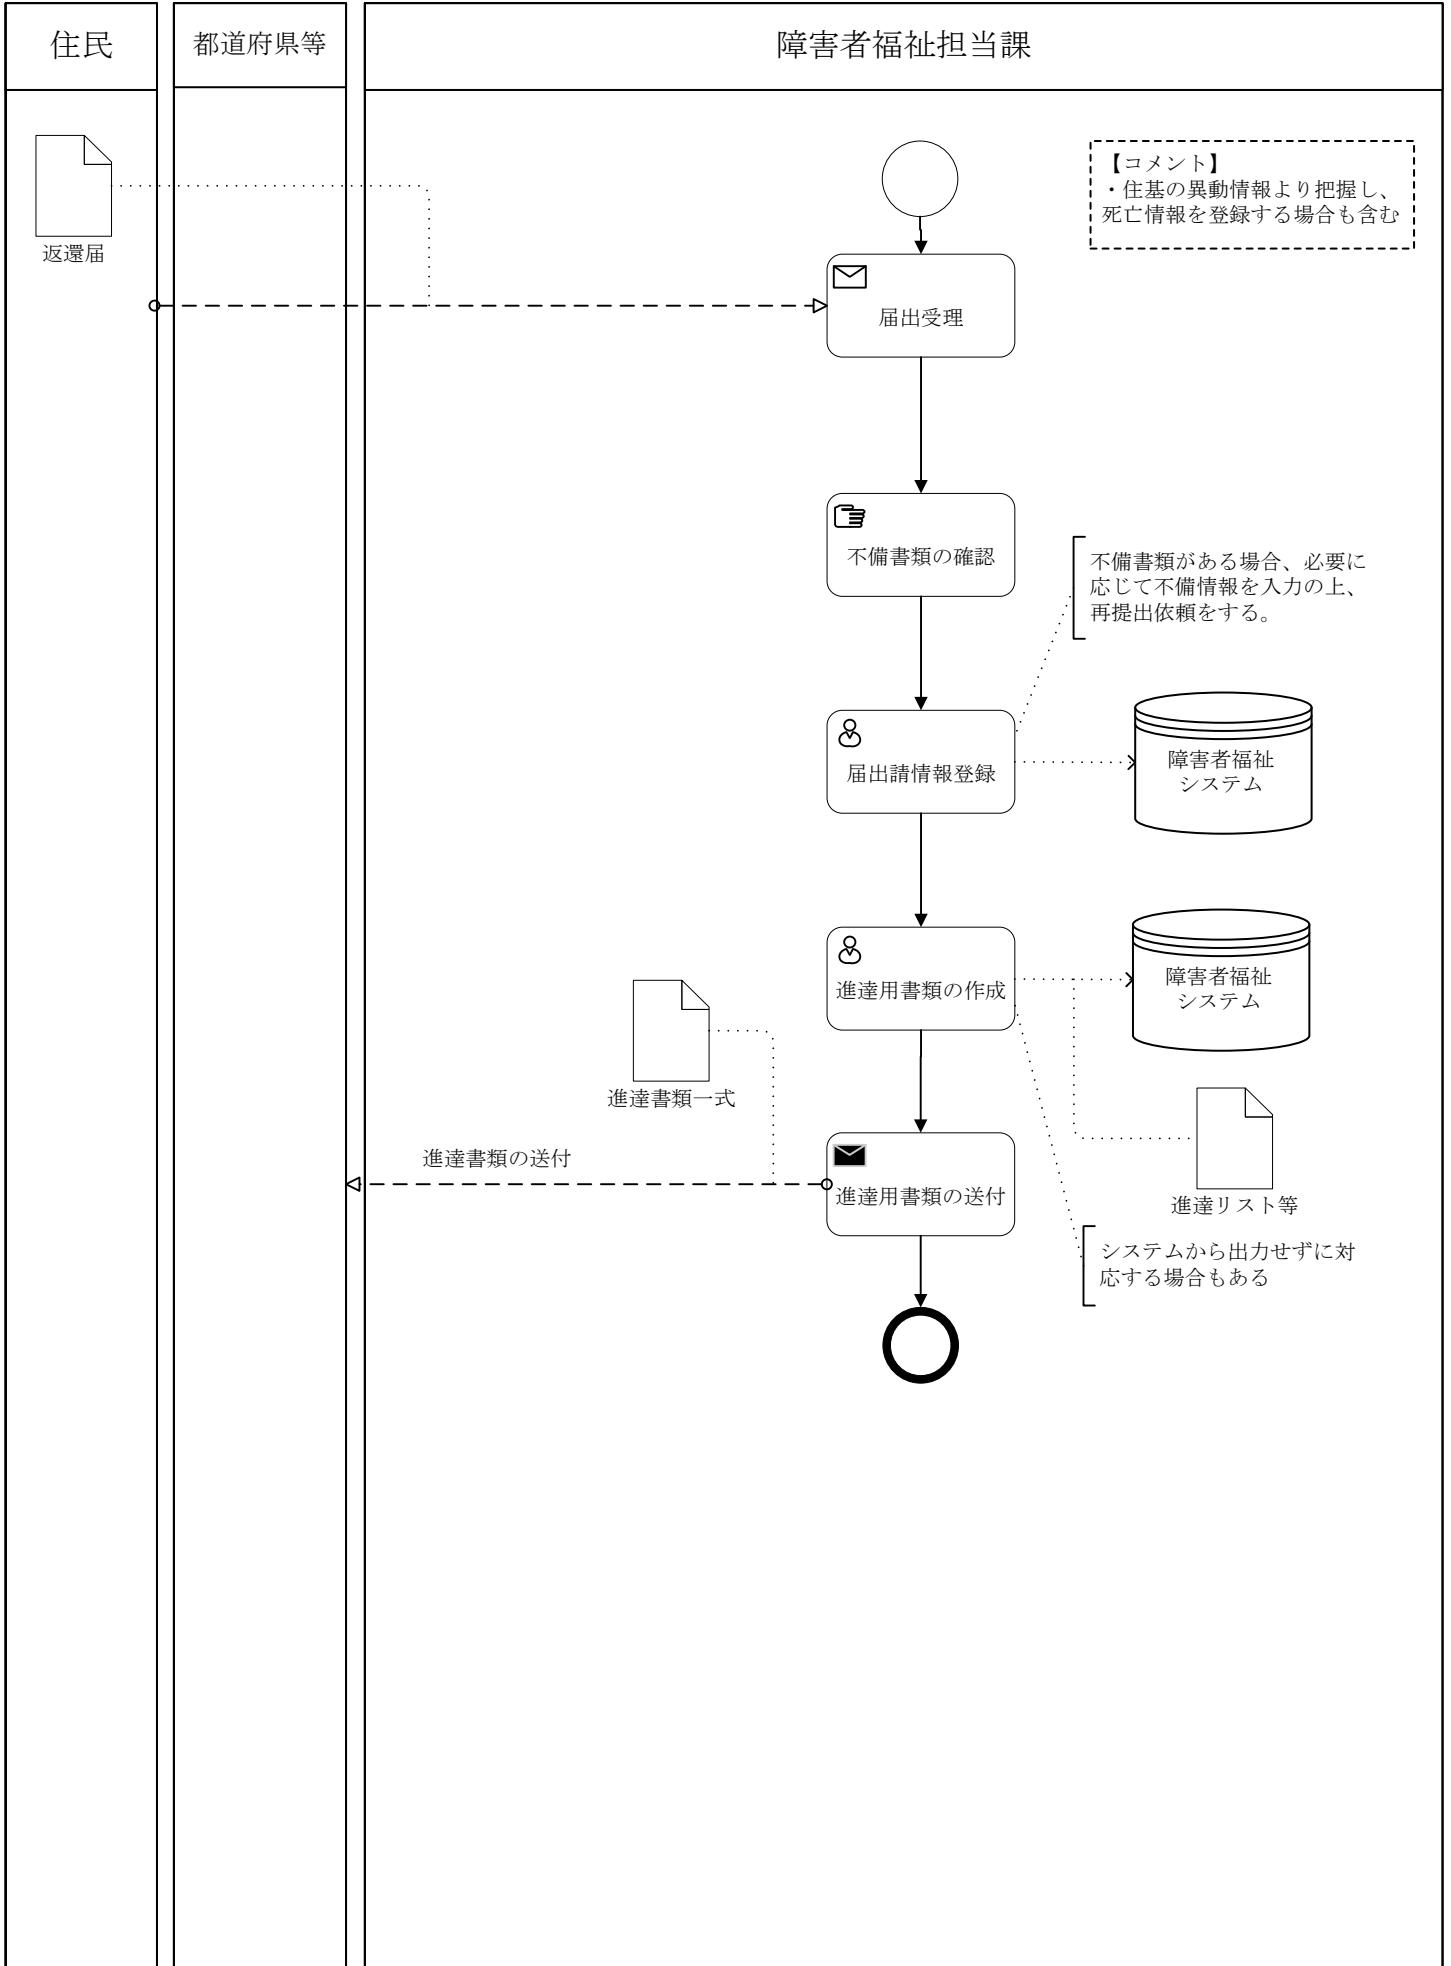 住民
都道府県等
障害者福祉担当課
返還届
【コメント】
・住基の異動情報より把握し、
死亡情報を登録する場合も含む
届出受理
不備書類の確認
不備書類がある場合、必要に
応じて不備情報を入力の上、
再提出依頼をする。
届出請情報登録
障害者福祉
システム
進達用書類の作成
障害者福祉
システム
進達書類一式
進達リスト等
進達書類の送付
進達用書類の送付
システムから出力せずに対
応する場合もある